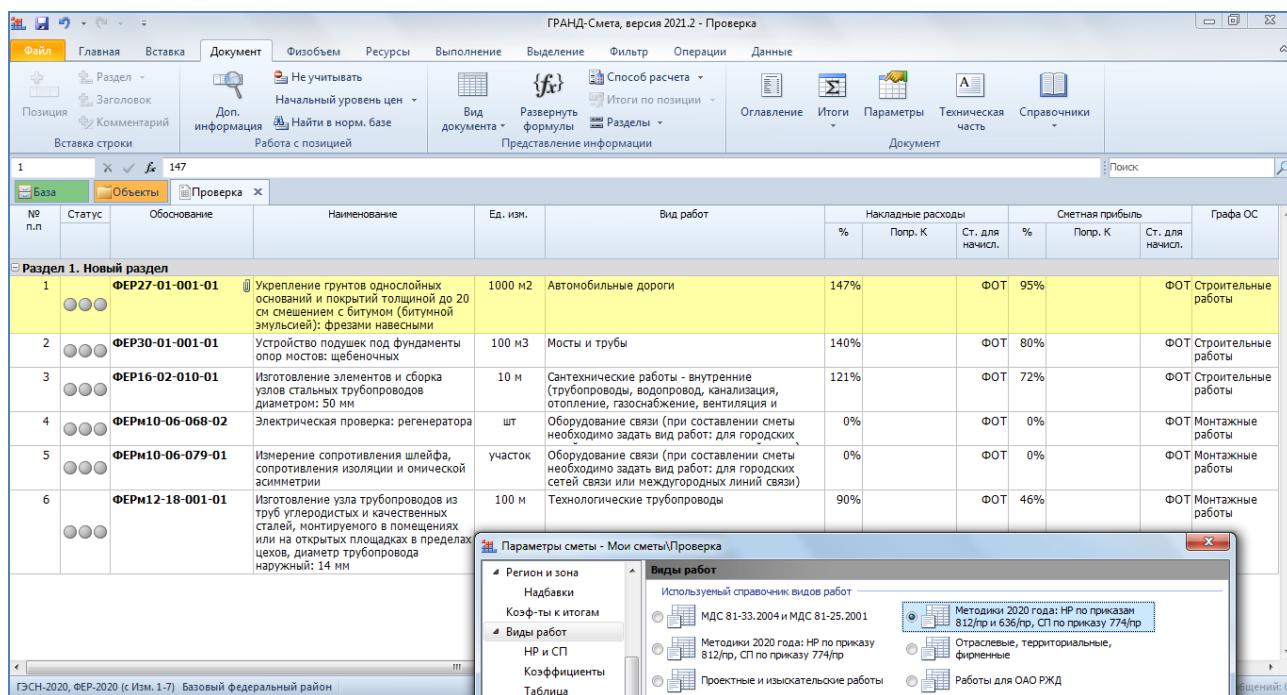 ГРАНД-Смета, версия 2021.2 - Проверка
Файл Главная Вставка Документ Физобъем Ресурсы Выполнение Выделение Фильтр Операции Данные
Позиция
Раздел
Заголовок
Комментарий
Вставка строки
Доп.
информация
Не учитывать
Начальный уровень цен
Найти в норм. базе
Работа с позицией
Вид
документа
Развернуть
формулы
Способ расчета
Итоги по позиции
Разделы
Представление информации
Оглавление
Итоги
Параметры
Техническая
часть
Справочники
Документ
1 fx 147 Поиск
База Объекты Проверка
№ Статус Обоснование Наименование Ед. изм. Вид работ Накладные расходы Сметная прибыль Графа ОС
п.п % Попр. К Ст. для % Попр. К Ст. для
начисл. начисл.
Раздел 1. Новый раздел
1 ФЕР27-01-001-01 Укрепление грунтов однослойных 1000 м2 Автомобильные дороги 147% ФОТ 95% ФОТ Строительные
оснований и покрытий толщиной до 20 работы
см смешением с битумом (битумной
эмульсией): фрезами навесными
2 ФЕР30-01-001-01 Устройство подушек под фундаменты 100 м3 Мосты и трубы 140% ФОТ 80% ФОТ Строительные
опор мостов: щебеночных работы
3 ФЕР16-02-010-01 Изготовление элементов и сборка 10 м Сантехнические работы - внутренние 121% ФОТ 72% ФОТ Строительные
узлов стальных трубопроводов (трубопроводы, водопровод, канализация, работы
диаметром: 50 мм отопление, газоснабжение, вентиляция и
4 ФЕРм10-06-068-02 Электрическая проверка: регенератора шт Оборудование связи (при составлении сметы 0% ФОТ 0% ФОТ Монтажные
необходимо задать вид работ: для городских работы
5 ФЕРм10-06-079-01 Измерение сопротивления шлейфа, участок Оборудование связи (при составлении сметы 0% ФОТ 0% ФОТ Монтажные
сопротивления изоляции и омической необходимо задать вид работ: для городских работы
асимметрии сетей связи или междугородных линий связи)
6 ФЕРм12-18-001-01 Изготовление узла трубопроводов из 100 м Технологические трубопроводы 90% ФОТ 46% ФОТ Монтажные
труб углеродистых и качественных работы
сталей, монтируемого в помещениях
или на открытых площадках в пределах
цехов, диаметр трубопровода
наружный: 14 мм
Параметры сметы - Мои сметы\Проверка
Регион и зона
Надбавки
Коэф-ты к итогам
Виды работ
НР и СП
Коэффициенты
Таблица
Виды работ
Используемый справочник видов работ
МДС 81-33.2004 и МДС 81-25.2001
Методики 2020 года: НР по приказам
812/пр и 636/пр, СП по приказу 774/пр
Методики 2020 года: НР по приказу
812/пр, СП по приказу 774/пр
Отраслевые, территориальные,
фирменные
Проектные и изыскательские работы
Работы для ОАО РЖД
ГЭСН-2020, ФЕР-2020 (с Изм. 1-7) Базовый федеральный район